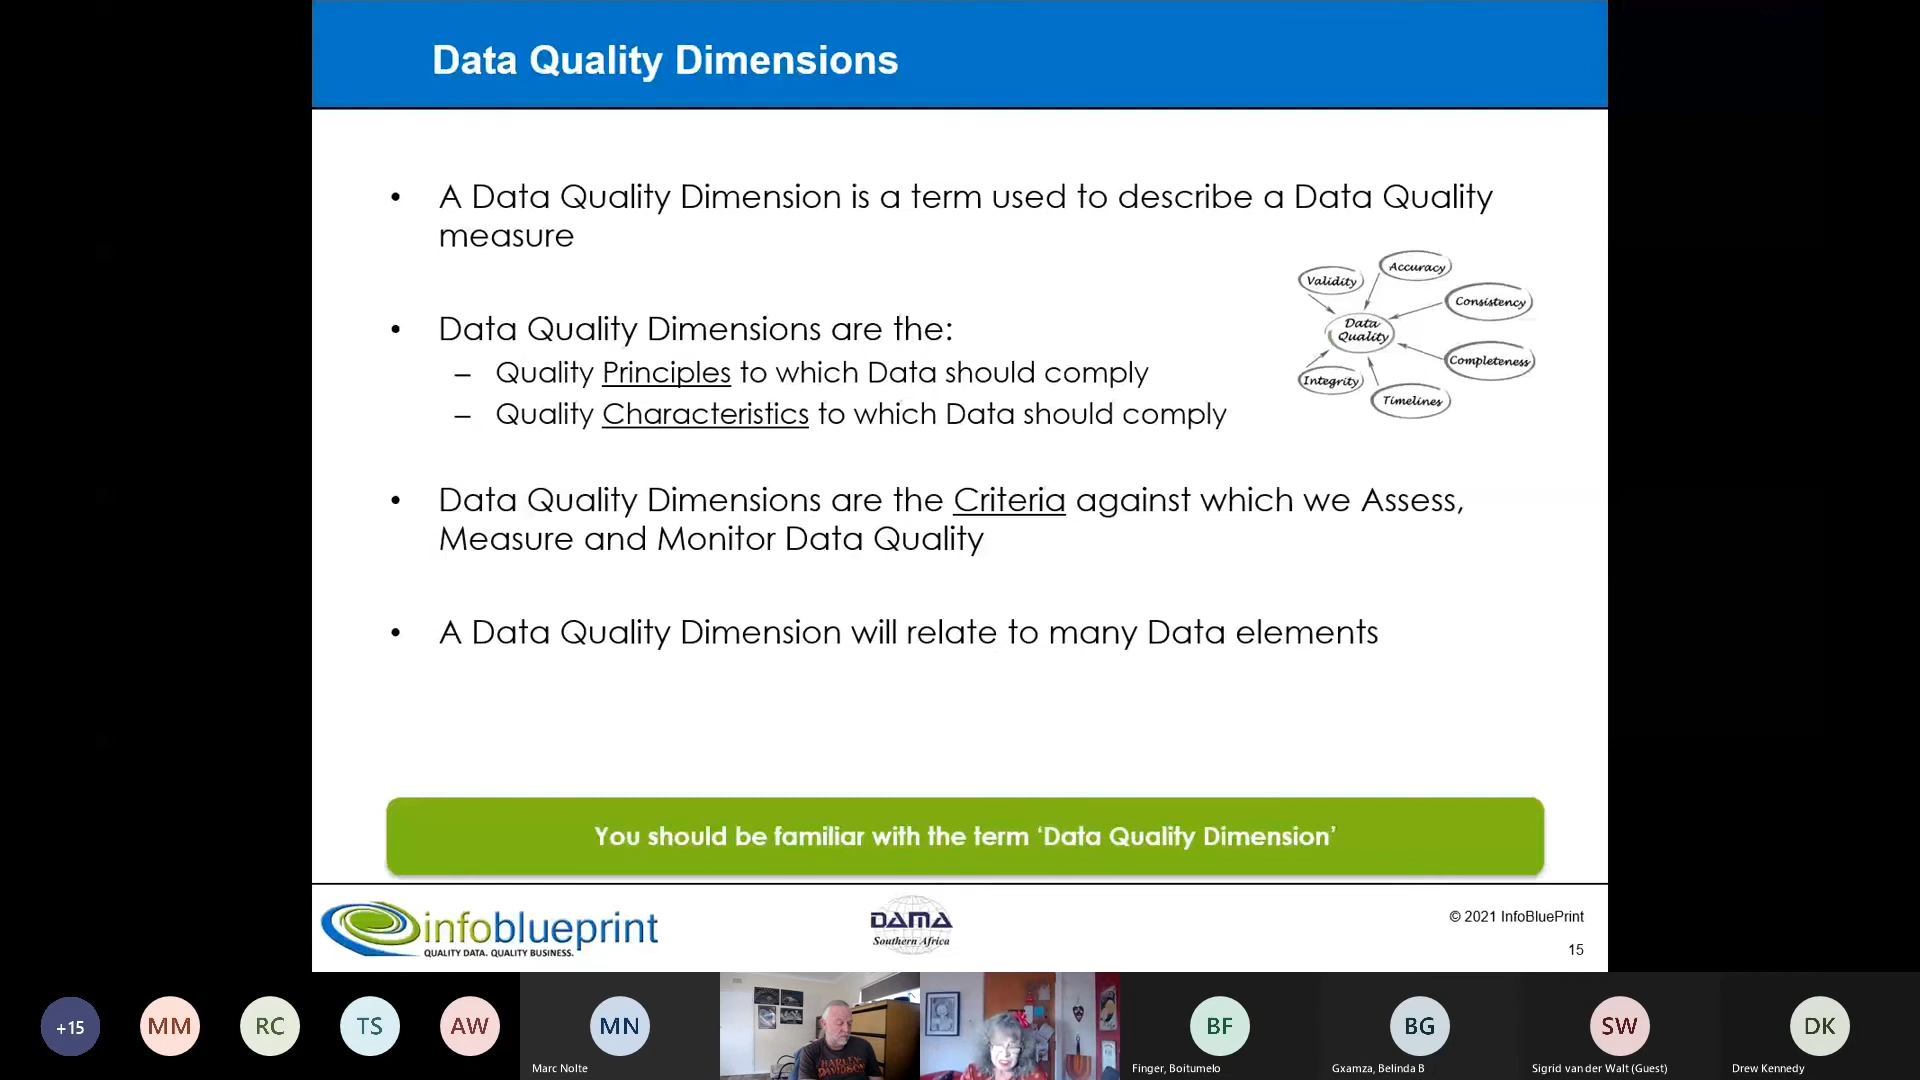 Data Quality Dimensions
• A Data Quality Dimension is a term used to describe a Data Quality
measure
• Data Quality Dimensions are the:
– Quality Principles to which Data should comply
– Quality Characteristics to which Data should comply
Validity
Accuracy
Consistency
Data
Quality
Completeness
Integrity
Timelines
• Data Quality Dimensions are the Criteria against which we Assess,
Measure and Monitor Data Quality
• A Data Quality Dimension will relate to many Data elements
You should be familiar with the term ‘Data Quality Dimension’
infoblueprint
QUALITY DATA. QUALITY BUSINESS.
DAMA
Southern Africa
© 2021 InfoBluePrint
15
+15
MM
RC
TS
AW
MN
Marc Nolte
HARLEY
DAVIDSON
BF
Finger, Boitumelo
BG
Gxamza, Belinda B
SW
Sigrid van der Walt (Guest)
DK
Drew Kennedy